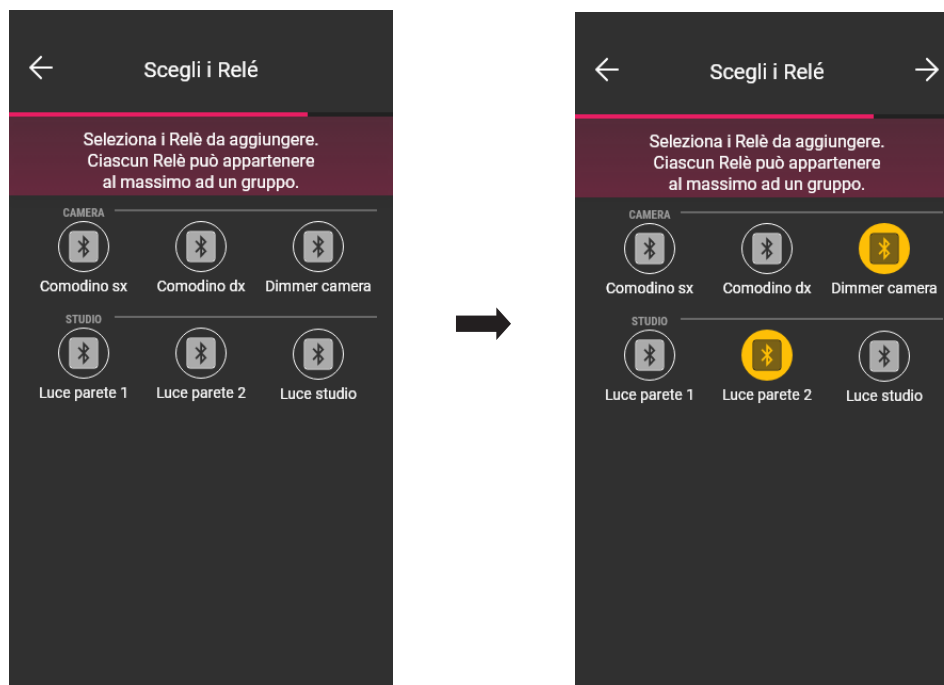 Scegli i Relé
Seleziona i Relè da aggiungere.
Ciascun Relè può appartenere
al massimo ad un gruppo.
CAMERA
Comodino sx Comodino dx Dimmer camera
STUDIO
Luce parete 1 Luce parete 2 Luce studio
Scegli i Relé
Seleziona i Relè da aggiungere.
Ciascun Relè può appartenere
al massimo ad un gruppo.
CAMERA
Comodino sx Comodino dx Dimmer camera
STUDIO
Luce parete 1 Luce parete 2 Luce studio